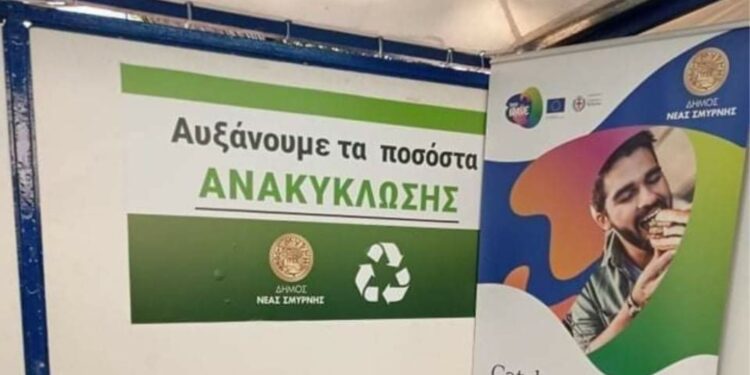 Αυξάνουμε τα ποσόστα
ΑΝΑΚΥΚΛΩΣΗΣ
ΔΗΜΟΣ
ΝΕΑΣ ΣΜΥΡΝΗΣ
ΔΗΜΟΣ
ΝΕΑΣ ΣΜΥΡΝΗΣ